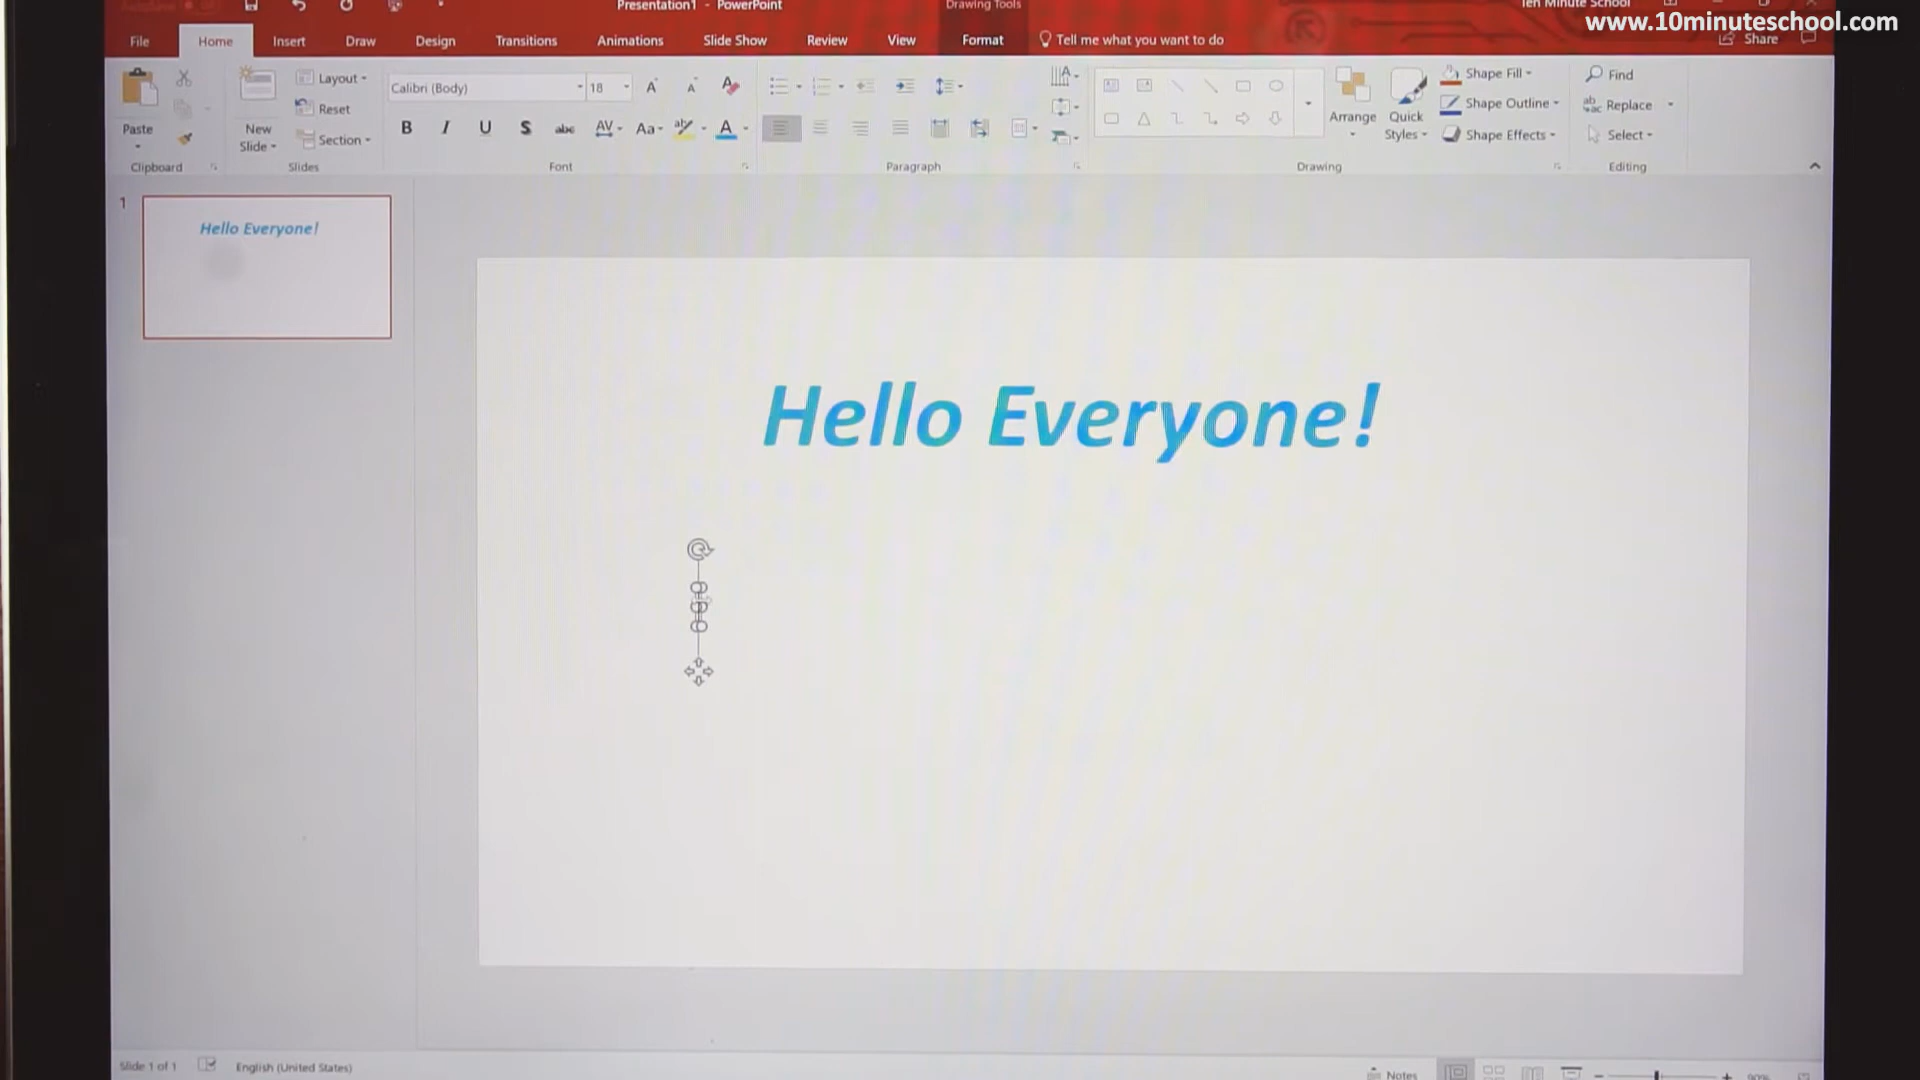 Presentation1 - PowerPoint
Drawing Tools
Ten Minute School
www.10minuteschool.com
File
Home
Insert
Draw
Design
Transitions
Animations
Slide Show
Review
View
Format
Tell me what you want to do
Share
Paste
Clipboard
New
Slide
Layout
Reset
Section
Slides
Calibri (Body)
18
B I U S abc AV Aa A
Font
Paragraph
Arrange
Quick
Styles
Shape Fill
Shape Outline
Shape Effects
Drawing
Find
Replace
Select
Editing
1
Hello Everyone!
Hello Everyone!
Slide 1 of 1
English (United States)
Notes